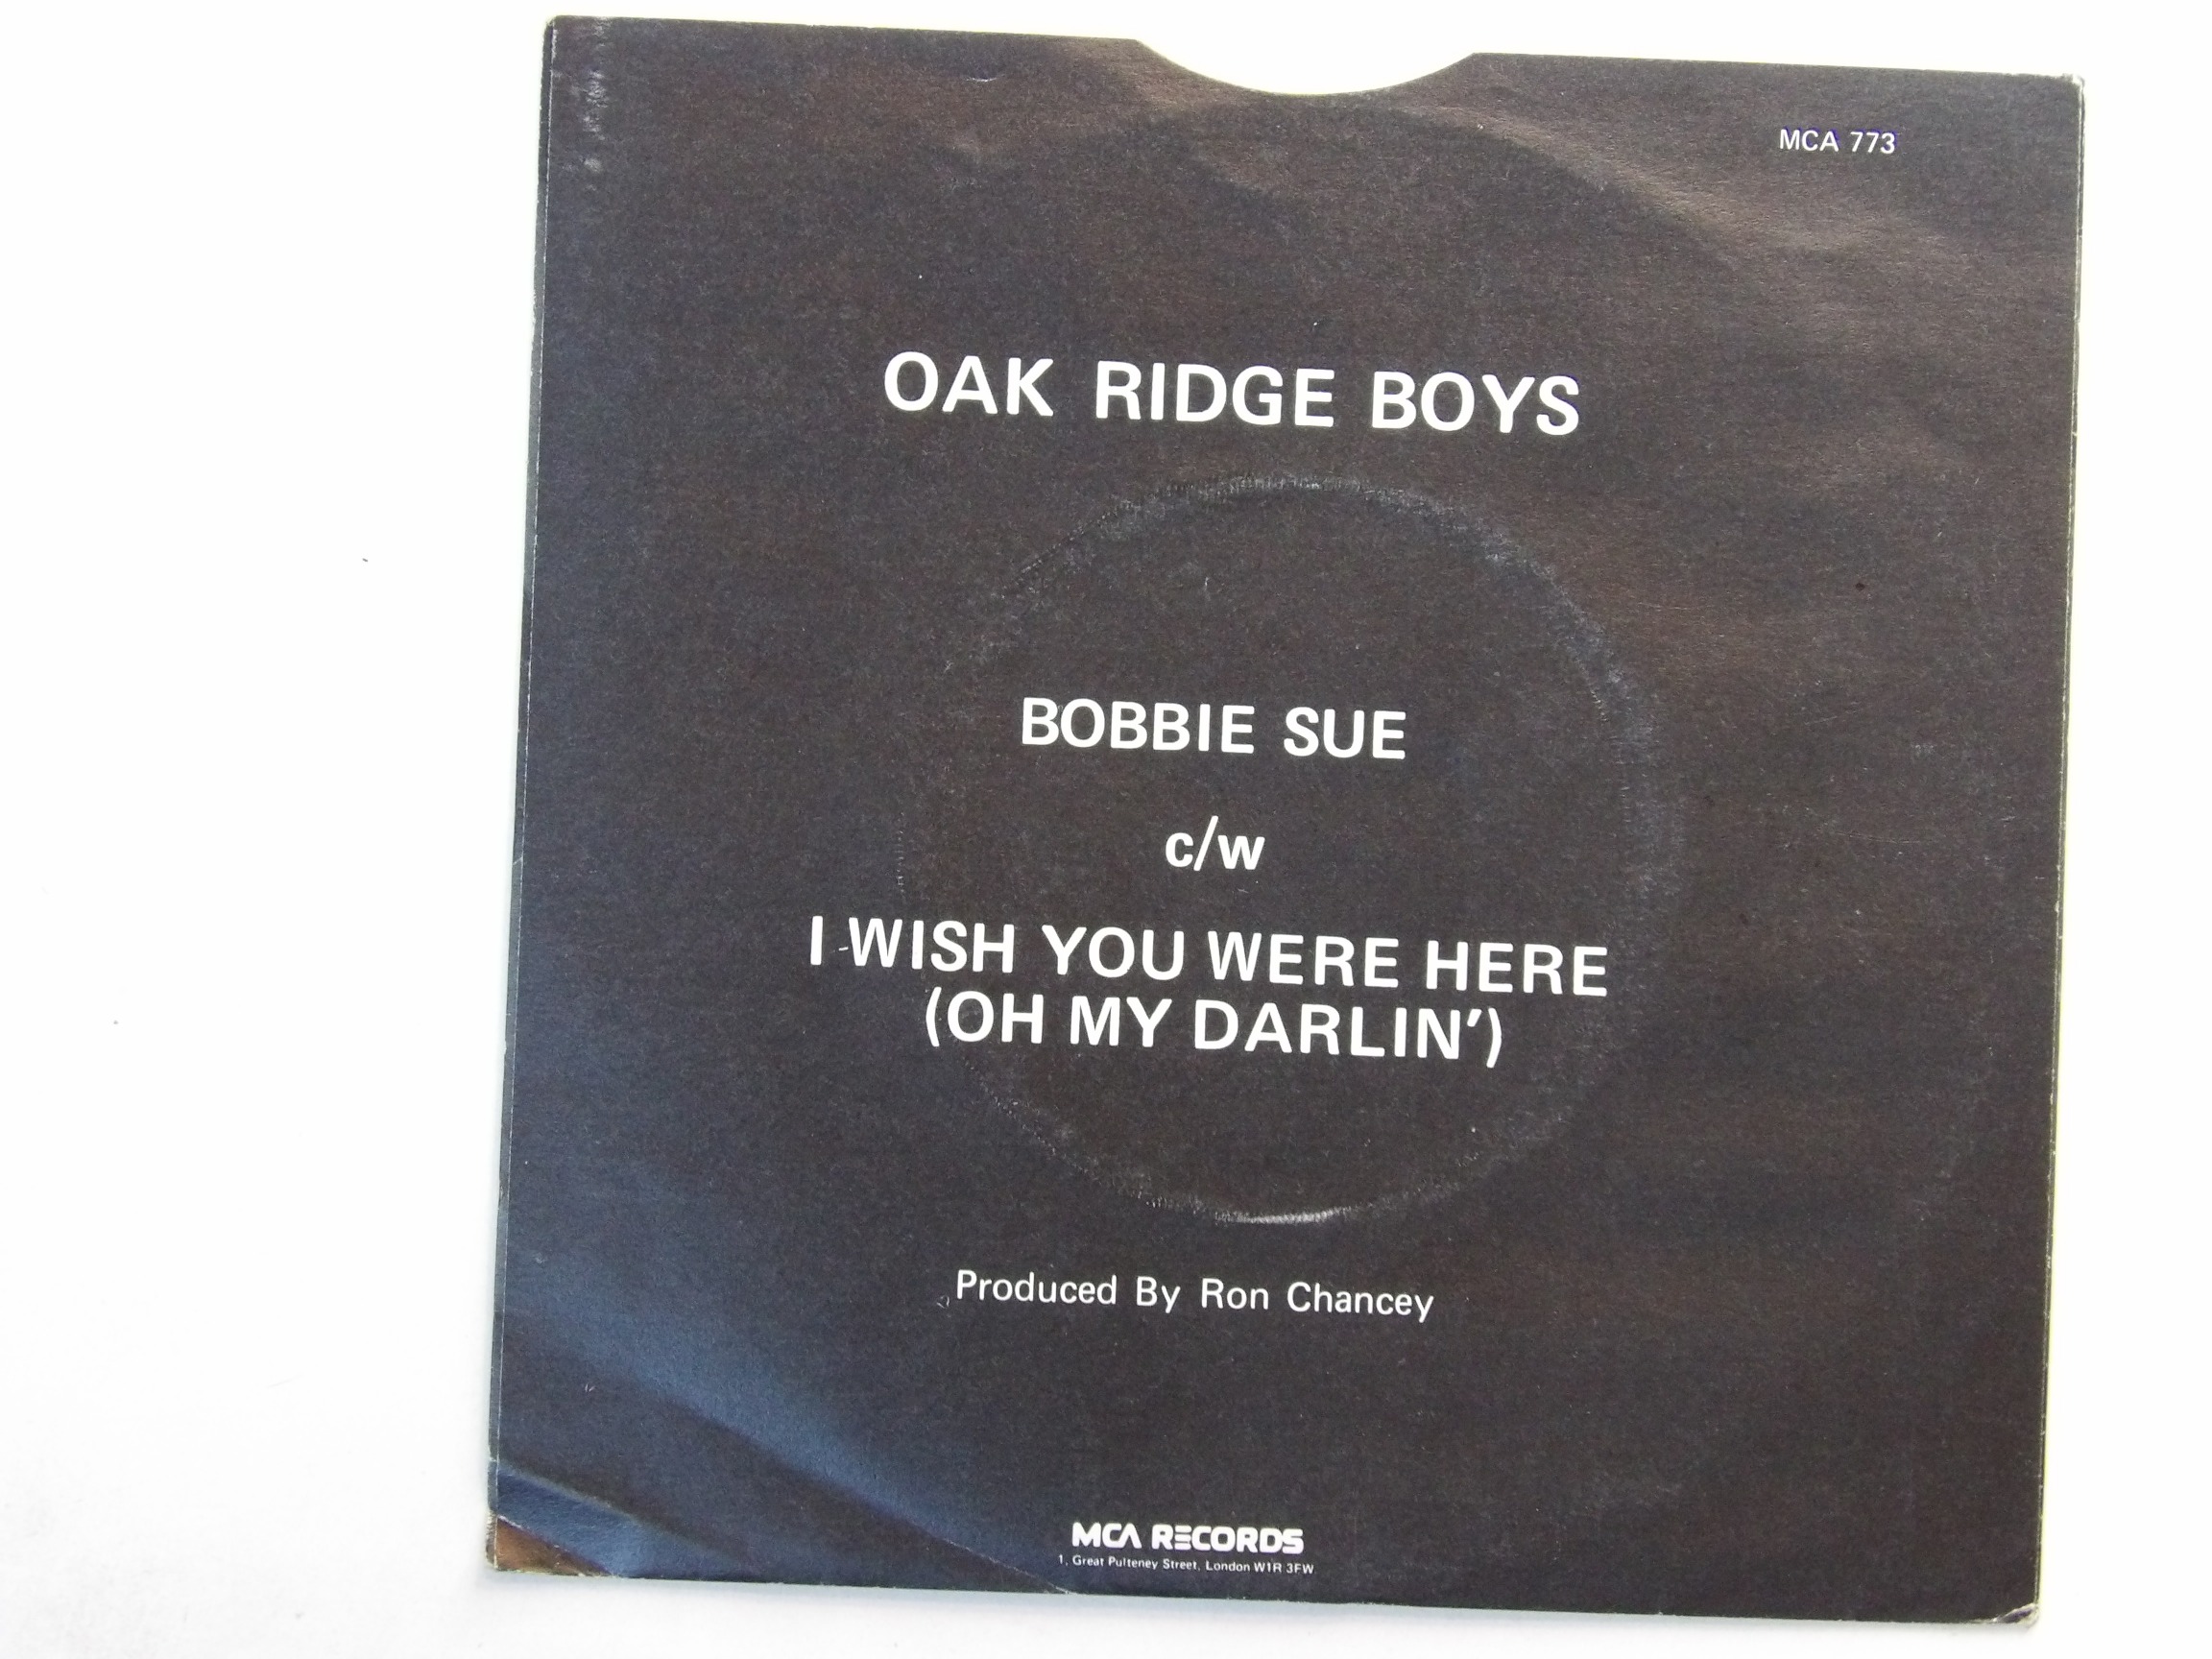 MCA 773
OAK RIDGE BOYS
BOBBIE SUE
c/w
I WISH YOU WERE HERE
(OH MY DARLIN')
Produced By Ron Chancey
MCA RECORDS
1, Great Pulteney Street, London W1R 3FW